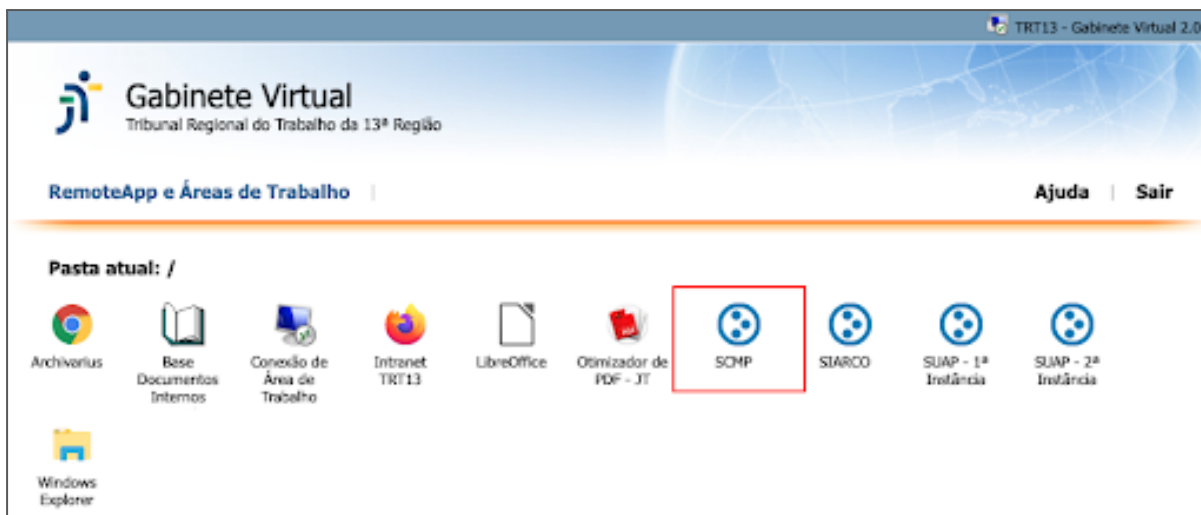 TRT13 - Gabinete Virtual 2.0
Gabinete Virtual
Tribunal Regional do Trabalho da 13ª Região
RemoteApp e Áreas de Trabalho | Ajuda | Sair
Pasta atual: /
Archivarius
Base
Documentos
Internos
Conexão de
Área de
Trabalho
Intranet
TRT13
LibreOffice
PDF
Otimizador de
PDF - JT
SCMP
SIARCO
SUAP - 1ª
Instância
SUAP - 2ª
Instância
Windows
Explorer